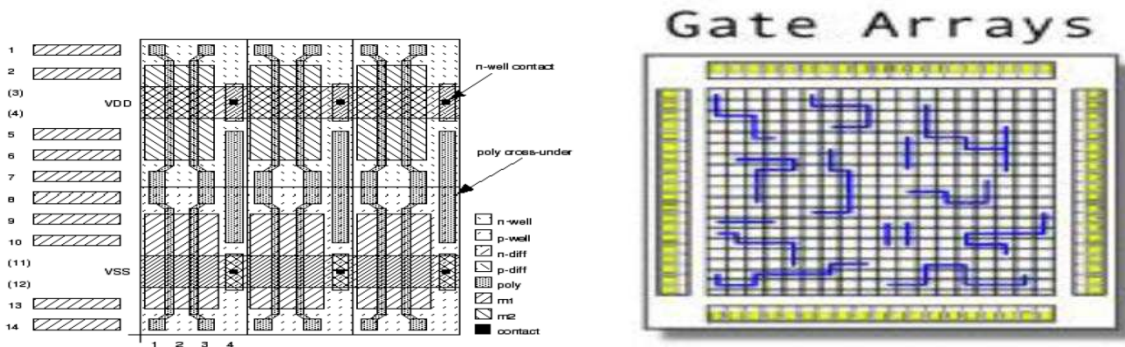 Gate Arrays
1
2
(3)
VDD
(4)
5
6
7
8
9
10
(11)
VSS
(12)
13
14
1 2 3 4
n-well contact
poly cross-under
n-well
p-well
n-diff
p-diff
poly
m1
m2
contact